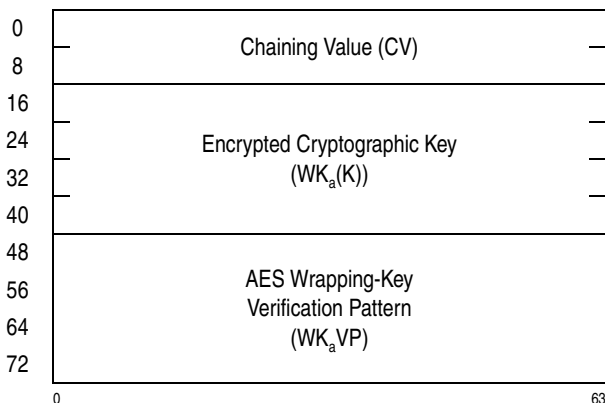 0
Chaining Value (CV)
8
16
24
Encrypted Cryptographic Key
(WKa(K))
32
40
48
AES Wrapping-Key
56
Verification Pattern
64
(WKaVP)
72
0 63